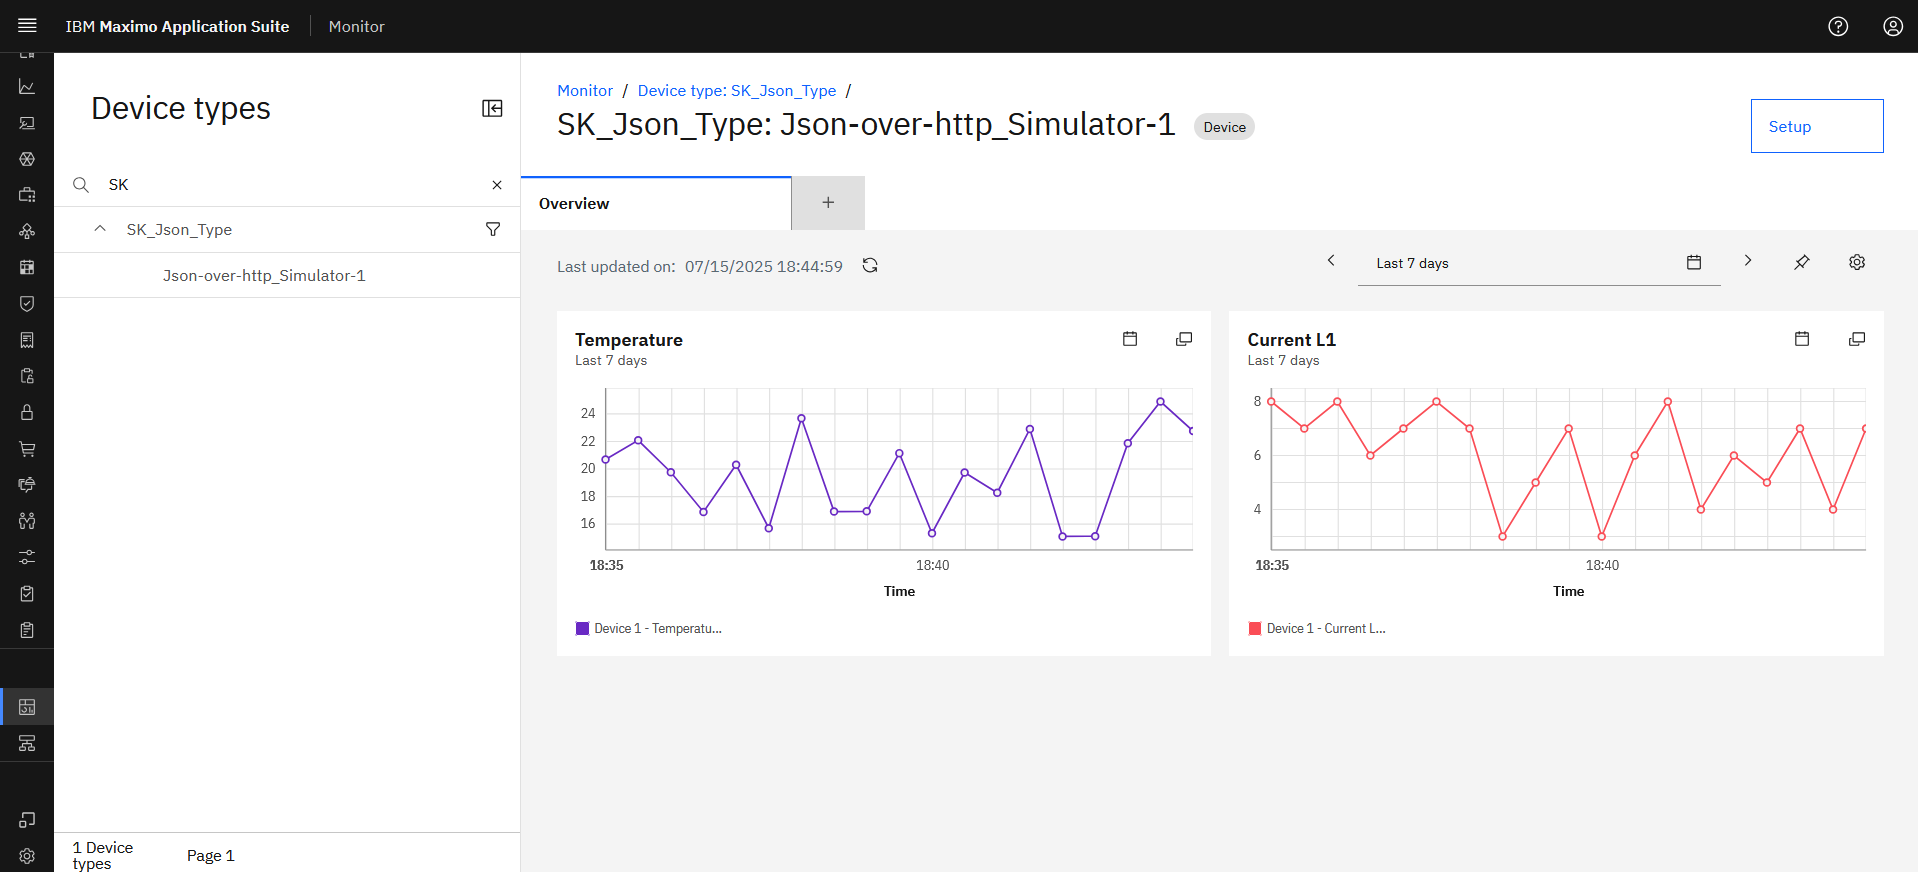 IBM Maximo Application Suite
Monitor
Device types
SK
SK_Json_Type
Json-over-http_Simulator-1
1 Device
types
Page 1
Monitor / Device type: SK_Json_Type /
SK_Json_Type: Json-over-http_Simulator-1
Device
Setup
Overview
+
Last updated on: 07/15/2025 18:44:59
Last 7 days
Temperature
Last 7 days
24
22
20
18
16
18:35
18:40
Time
Device 1 - Temperatu...
Current L1
Last 7 days
8
6
4
18:35
18:40
Time
Device 1 - Current L...